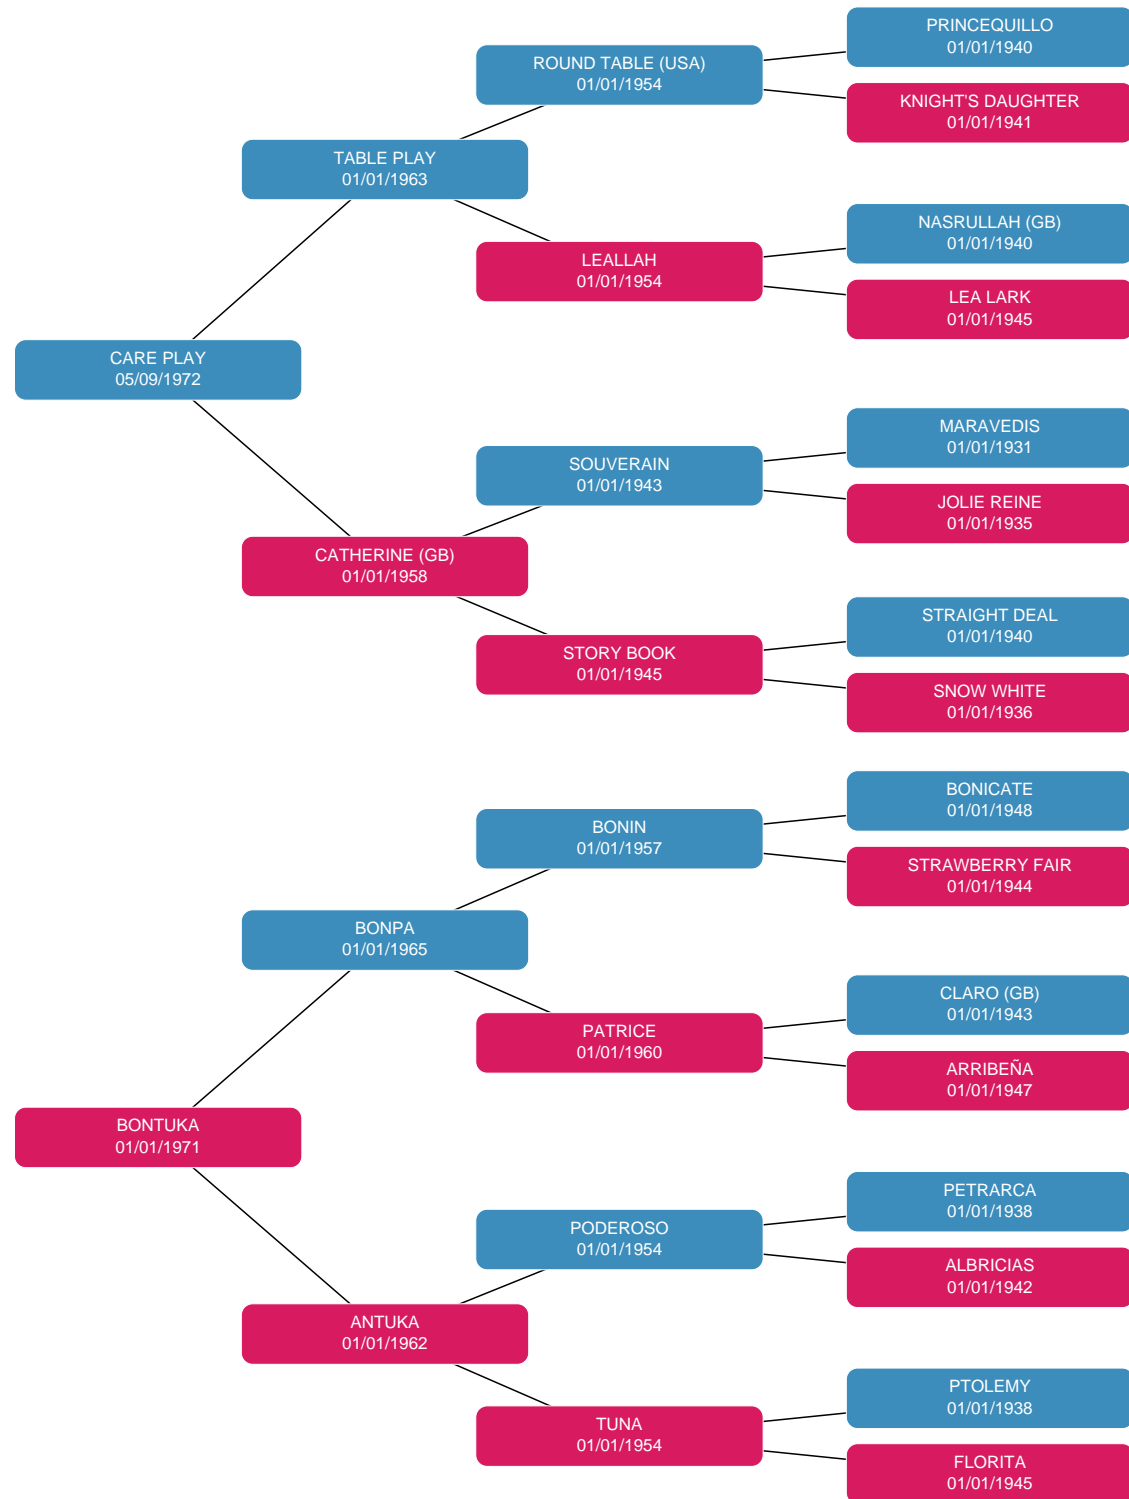 PRINCEQUILLO
01/01/1940
ROUND TABLE (USA)
01/01/1954
KNIGHT'S DAUGHTER
01/01/1941
TABLE PLAY
01/01/1963
NASRULLAH (GB)
01/01/1940
LEALLAH
01/01/1954
LEA LARK
01/01/1945
CARE PLAY
05/09/1972
MARAVEDIS
01/01/1931
SOUVERAIN
01/01/1943
JOLIE REINE
01/01/1935
CATHERINE (GB)
01/01/1958
STRAIGHT DEAL
01/01/1940
STORY BOOK
01/01/1945
SNOW WHITE
01/01/1936
BONICATE
01/01/1948
BONIN
01/01/1957
STRAWBERRY FAIR
01/01/1944
BONPA
01/01/1965
CLARO (GB)
01/01/1943
PATRICE
01/01/1960
ARRIBEÑA
01/01/1947
BONTUKA
01/01/1971
PETRARCA
01/01/1938
PODEROSO
01/01/1954
ALBRICIAS
01/01/1942
ANTUKA
01/01/1962
PTOLEMY
01/01/1938
TUNA
01/01/1954
FLORITA
01/01/1945